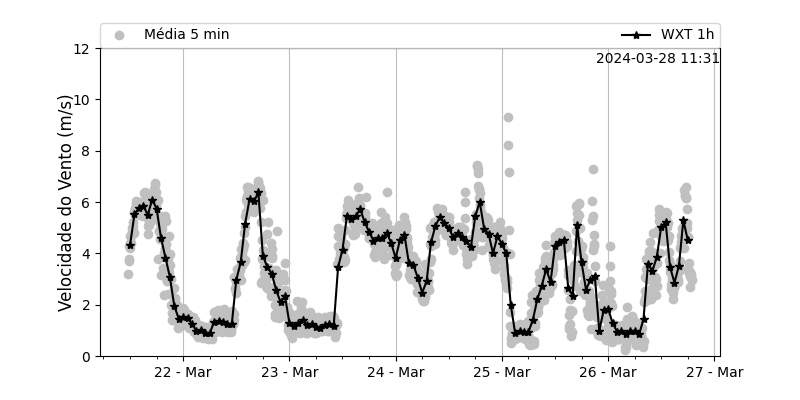 Média 5 min
WXT 1h
2024-03-28 11:31
Velocidade do Vento (m/s)
12
10
8
6
4
2
0
22 - Mar
23 - Mar
24 - Mar
25 - Mar
26 - Mar
27 - Mar